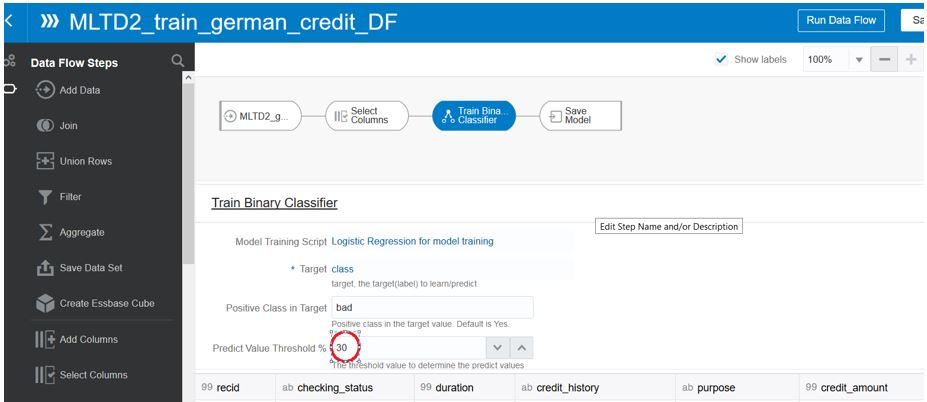 MLTD2_train_german_credit_DF
Run Data Flow
Sa
Data Flow Steps
Show labels
100%
Add Data
Join
Union Rows
Filter
Aggregate
Save Data Set
Create Essbase Cube
Add Columns
Select Columns
MLTD2_g...
Select
Columns
Train Bina...
Classifier
Save
Model
Train Binary Classifier
Edit Step Name and/or Description
Model Training Script Logistic Regression for model training
* Target class
target, the target(label) to learn/predict
Positive Class in Target bad
Positive class in the target value. Default is Yes.
Predict Value Threshold % 30
The threshold value to determine the predict values
99 recid ab checking_status 99 duration ab credit_history ab purpose 99 credit_amount